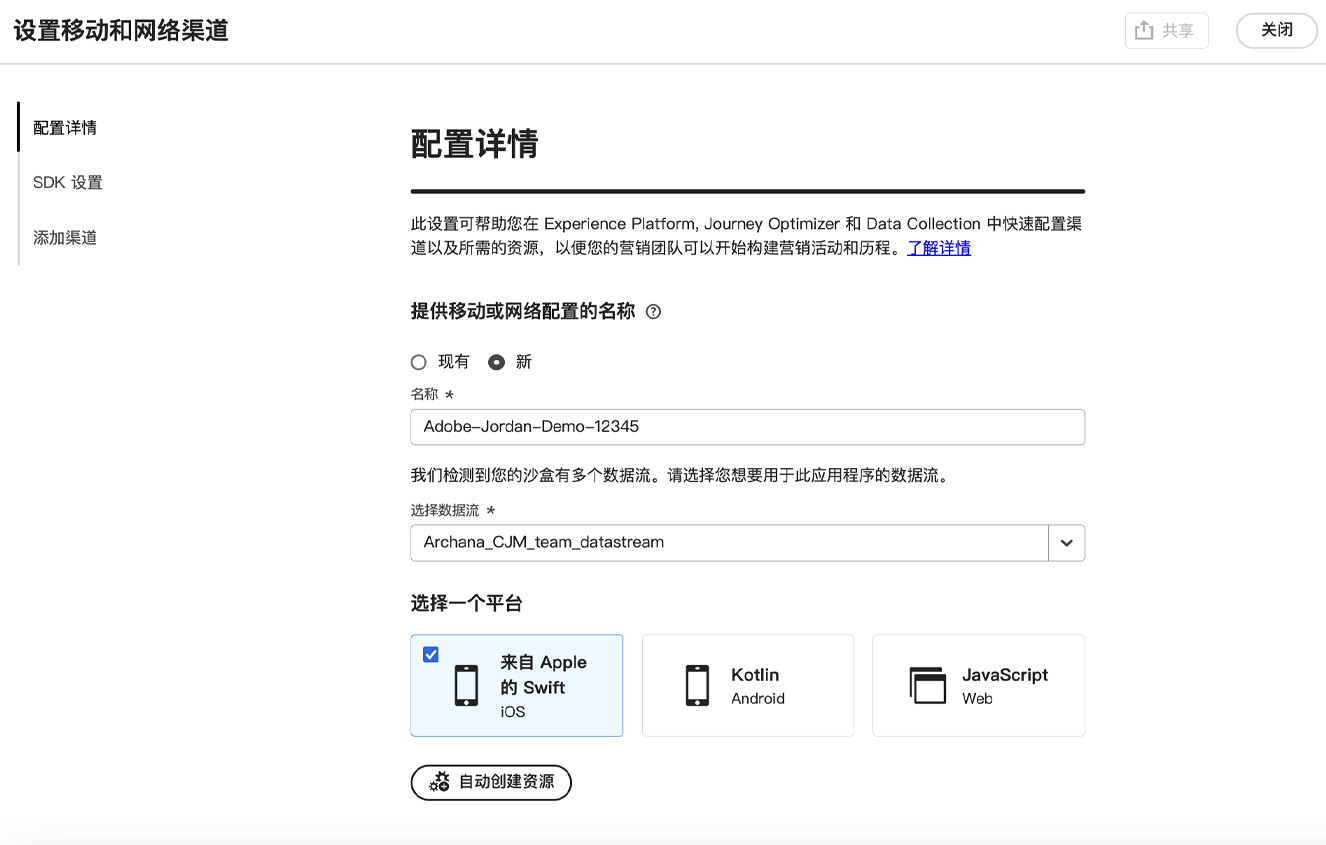 设置移动和网络渠道
共享
关闭
配置详情
SDK 设置
添加渠道
配置详情
此设置可帮助您在 Experience Platform, Journey Optimizer 和 Data Collection 中快速配置渠
道以及所需的资源，以便您的营销团队可以开始构建营销活动和历程。了解详情
提供移动或网络配置的名称
现有 新
名称 *
Adobe-Jordan-Demo-12345
我们检测到您的沙盒有多个数据流。请选择您想要用于此应用程序的数据流。
选择数据流 *
Archana_CJM_team_datastream
选择一个平台
来自 Apple
的 Swift
iOS
Kotlin
Android
JavaScript
Web
自动创建资源